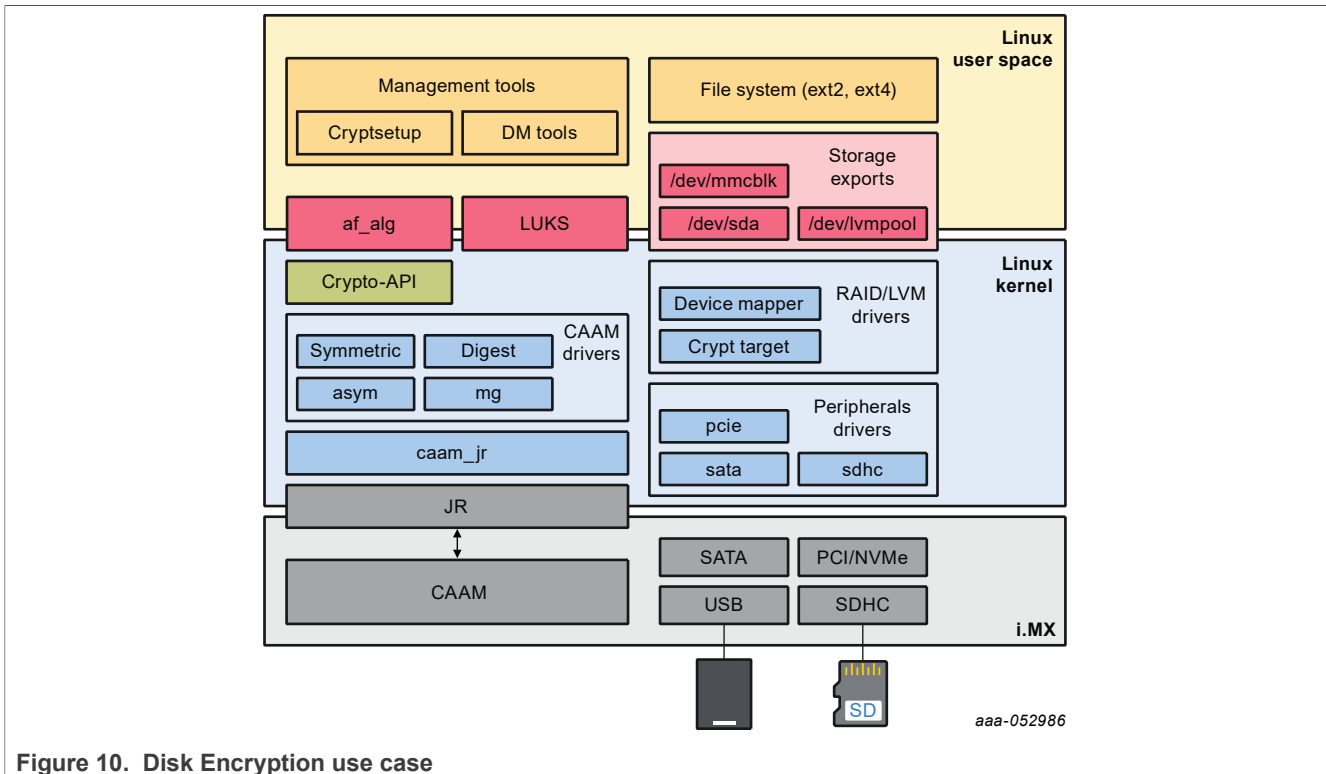 Linux
user space
Management tools
Cryptsetup
DM tools
File system (ext2, ext4)
Storage
exports
/dev/mmcblk
/dev/sda
/dev/lvmpool
af_alg
LUKS
Linux
kernel
Crypto-API
CAAM
drivers
Symmetric
Digest
asym
mg
caam_jr
JR
RAID/LVM
drivers
Device mapper
Crypt target
Peripherals
drivers
pcie
sata
sdhc
CAAM
SATA
PCI/NVMe
USB
SDHC
i.MX
SD
aaa-052986
Figure 10. Disk Encryption use case